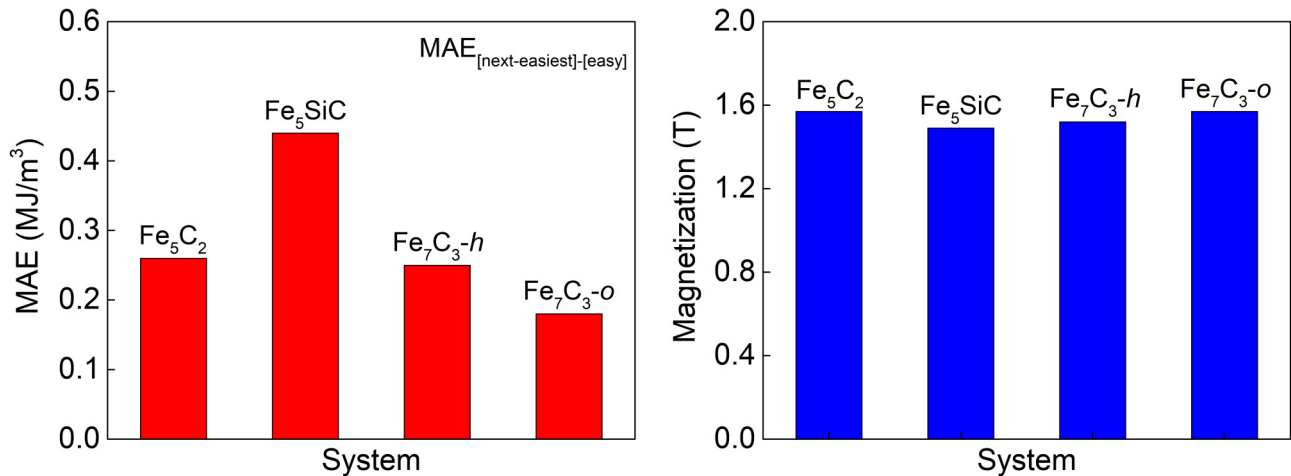 MAE (MJ/m³)
0.6
0.5
0.4
0.3
0.2
0.1
0.0
MAE[next-easiest]-[easy]
Fe₅C₂
Fe₅SiC
Fe₇C₃-h
Fe₇C₃-o
System
Magnetization (T)
2.0
1.6
1.2
0.8
0.4
0.0
Fe₅C₂
Fe₅SiC
Fe₇C₃-h
Fe₇C₃-o
System